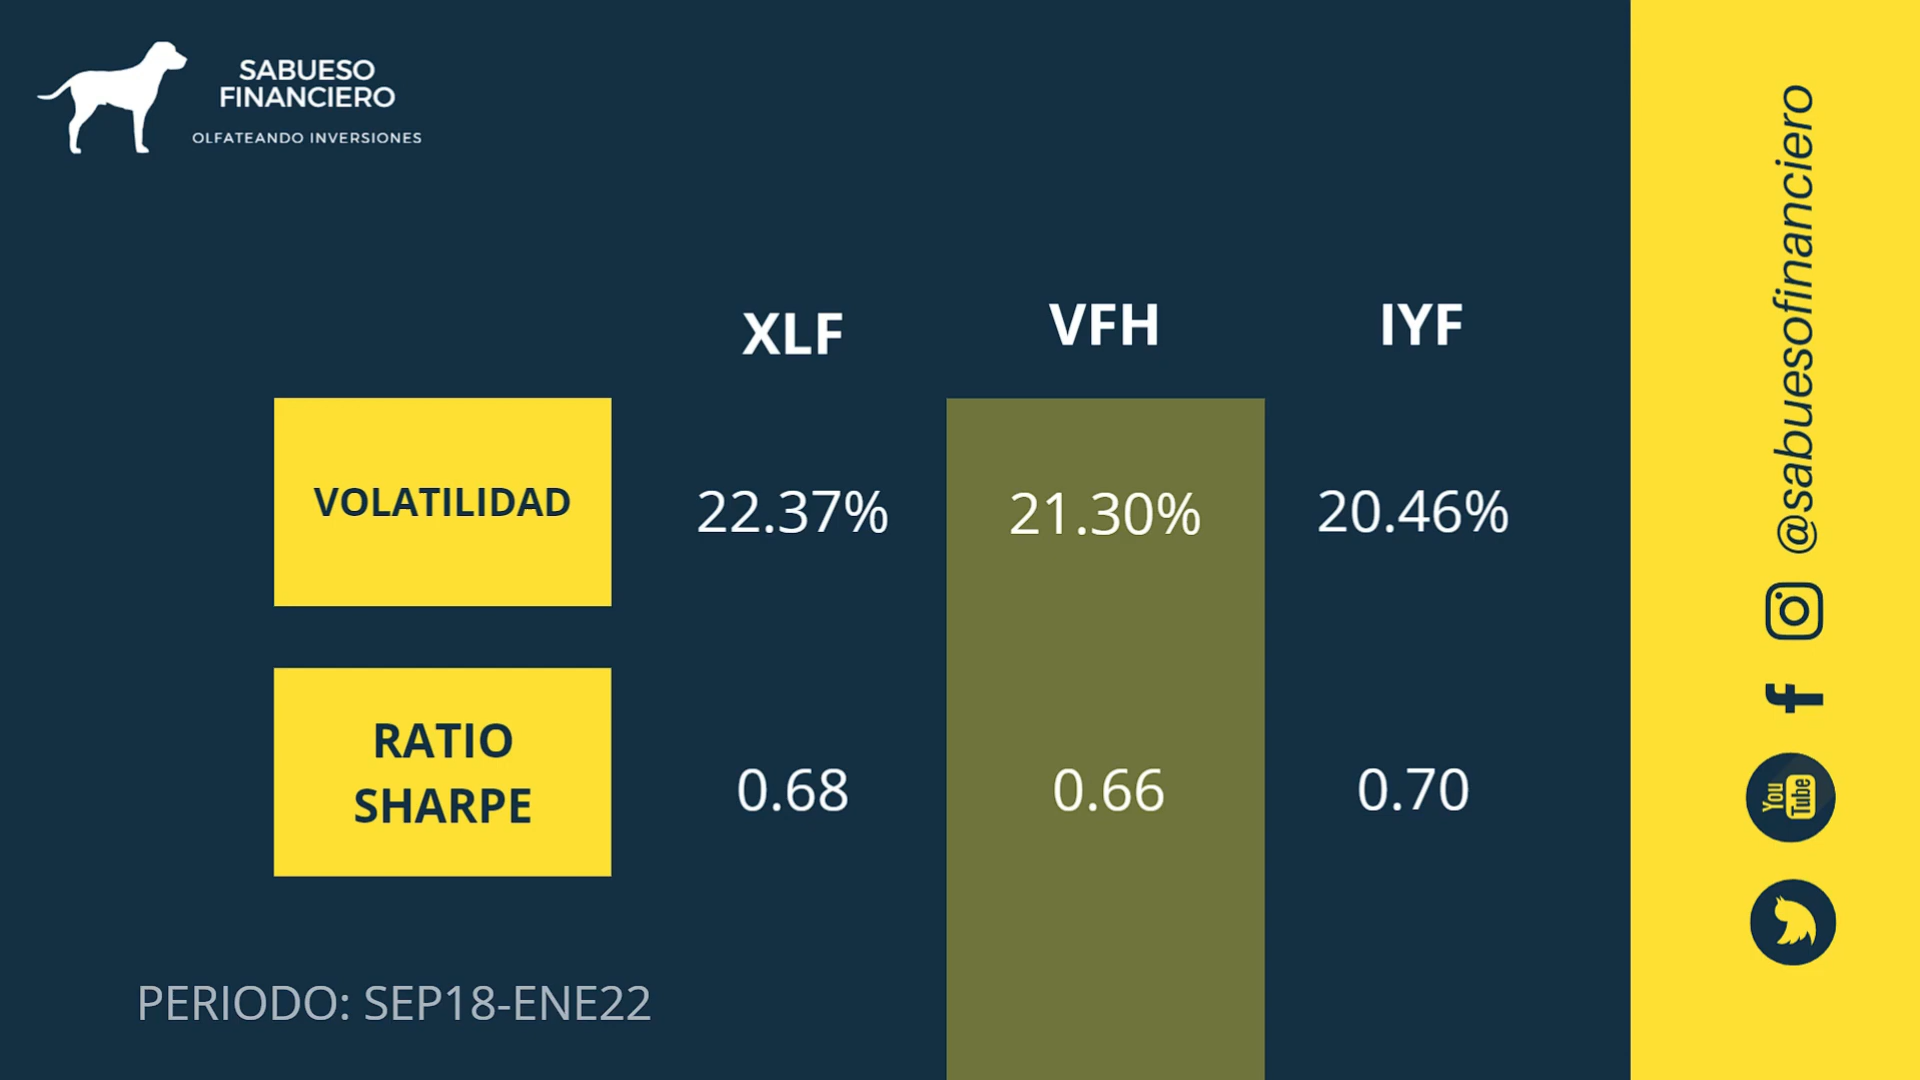 SABUESO
FINANCIERO
OLFATEANDO INVERSIONES
XLF VFH IYF
VOLATILIDAD 22.37% 21.30% 20.46%
RATIO
SHARPE 0.68 0.66 0.70
PERIODO: SEP18-ENE22
@sabuesofinanciero
You
Tube